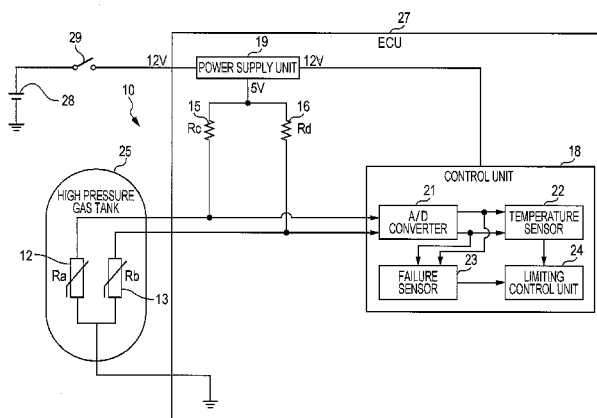 27
ECU
29
12V
19
POWER SUPPLY UNIT
12V
28
10
5V
15
Rc
16
Rd
25
HIGH PRESSURE
GAS TANK
18
CONTROL UNIT
21
A/D
CONVERTER
22
TEMPERATURE
SENSOR
12
Ra
Rb
13
23
FAILURE
SENSOR
24
LIMITING
CONTROL UNIT